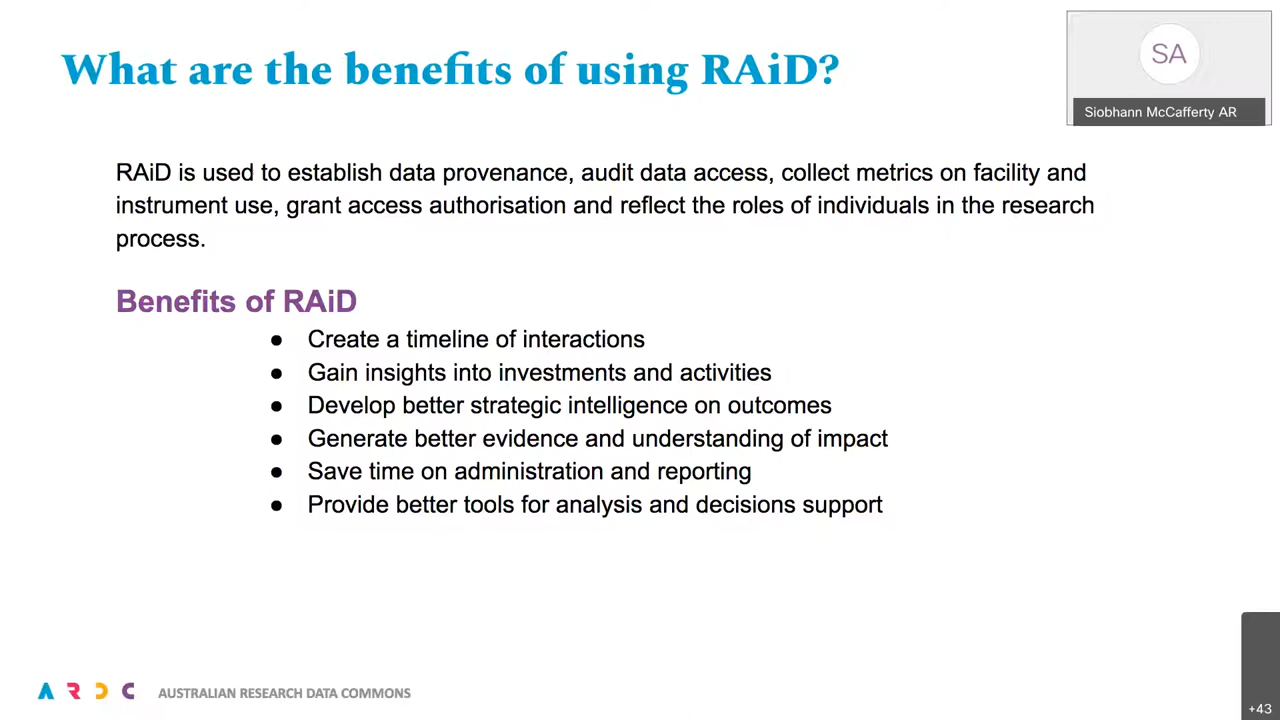 What are the benefits of using RAiD?
SA
Siobhann McCafferty AR
RAiD is used to establish data provenance, audit data access, collect metrics on facility and
instrument use, grant access authorisation and reflect the roles of individuals in the research
process.
Benefits of RAiD
● Create a timeline of interactions
● Gain insights into investments and activities
● Develop better strategic intelligence on outcomes
● Generate better evidence and understanding of impact
● Save time on administration and reporting
● Provide better tools for analysis and decisions support
ARDC AUSTRALIAN RESEARCH DATA COMMONS
+43